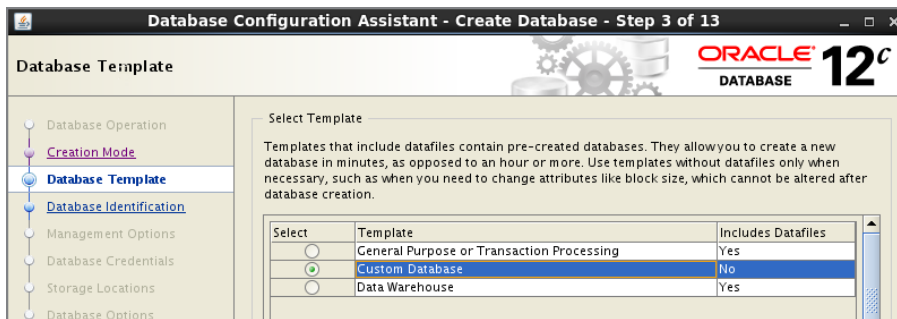 Database Configuration Assistant - Create Database - Step 3 of 13
Database Template
ORACLE
DATABASE
12c
Database Operation
Creation Mode
Database Template
Database Identification
Management Options
Database Credentials
Storage Locations
Database Options
Select Template
Templates that include datafiles contain pre-created databases. They allow you to create a new
database in minutes, as opposed to an hour or more. Use templates without datafiles only when
necessary, such as when you need to change attributes like block size, which cannot be altered after
database creation.
Select Template Includes Datafiles
General Purpose or Transaction Processing Yes
Custom Database No
Data Warehouse Yes